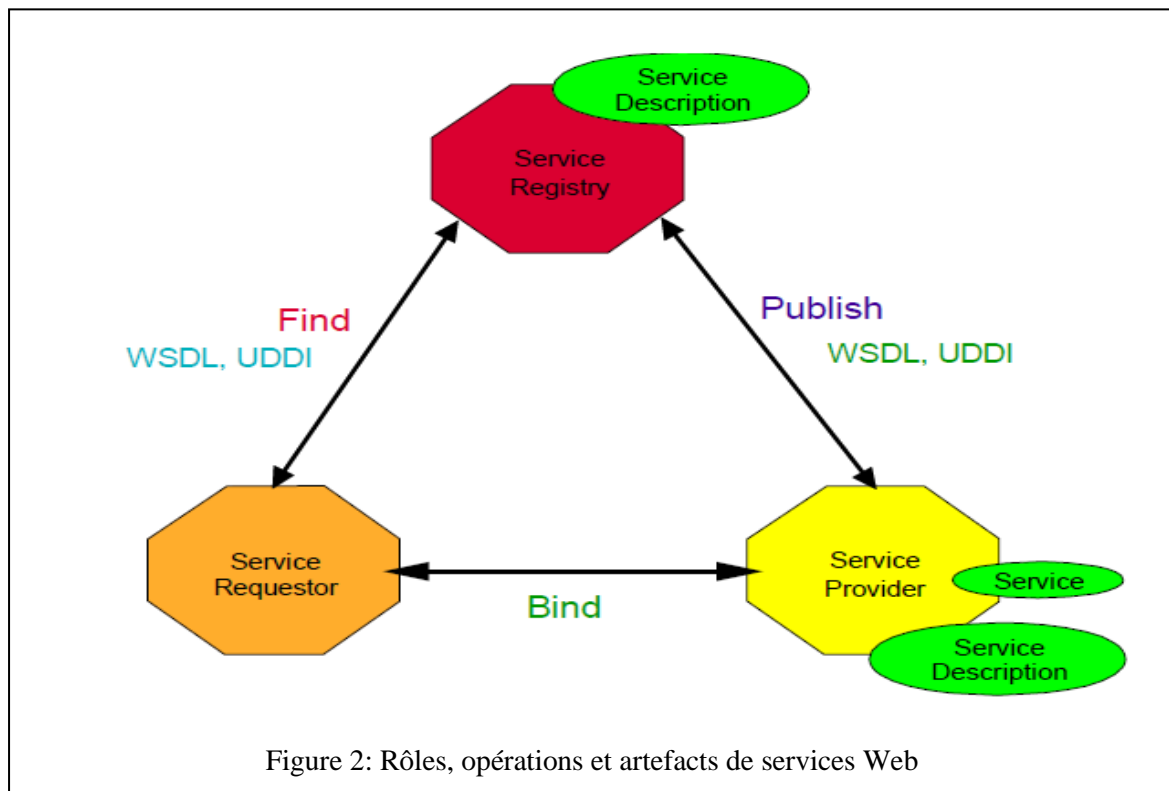 Service
Description
Service
Registry
Find
WSDL, UDDI
Publish
WSDL, UDDI
Service
Requestor
Bind
Service
Provider
Service
Service
Description
Figure 2: Rôles, opérations et artefacts de services Web